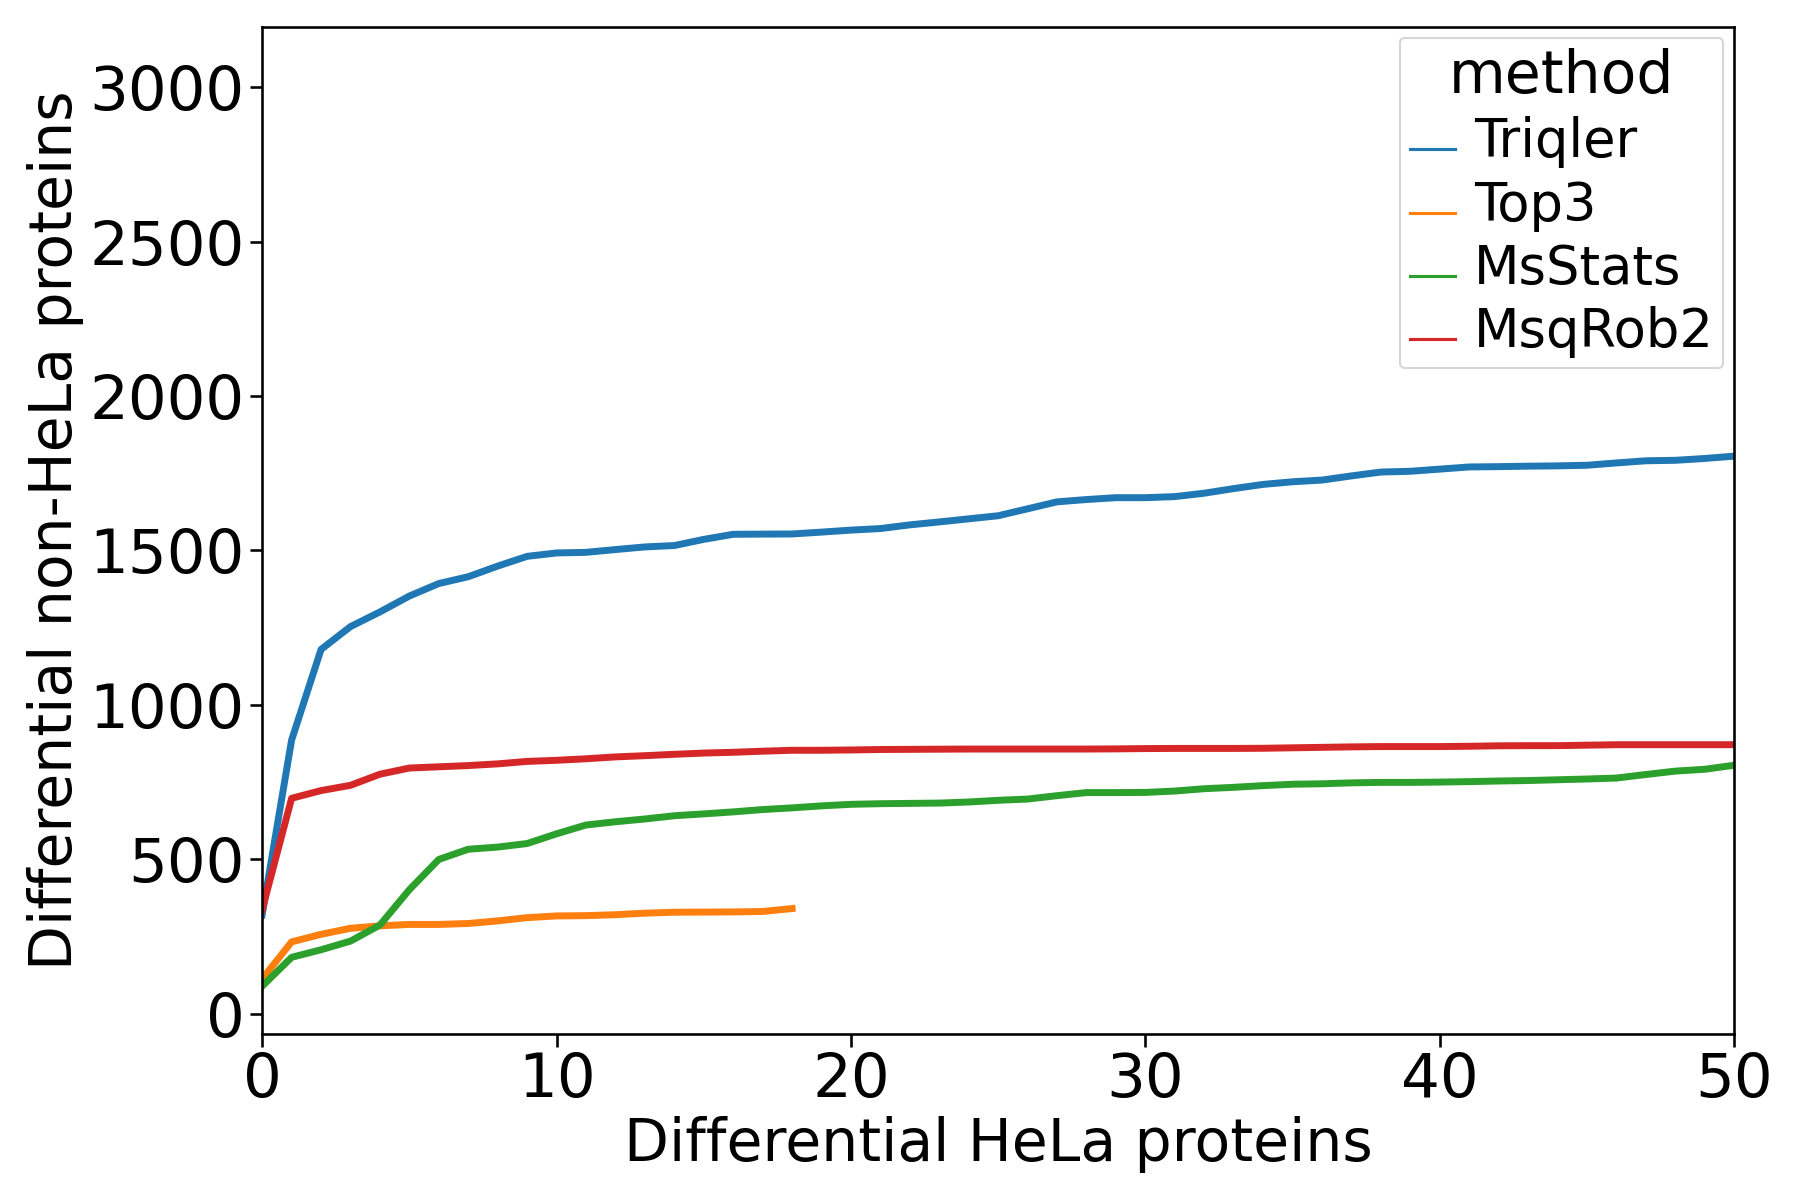 Differential non-HeLa proteins
3000
2500
2000
1500
1000
500
0
0 10 20 30 40 50
Differential HeLa proteins
method
Triqler
Top3
MsStats
MsqRob2